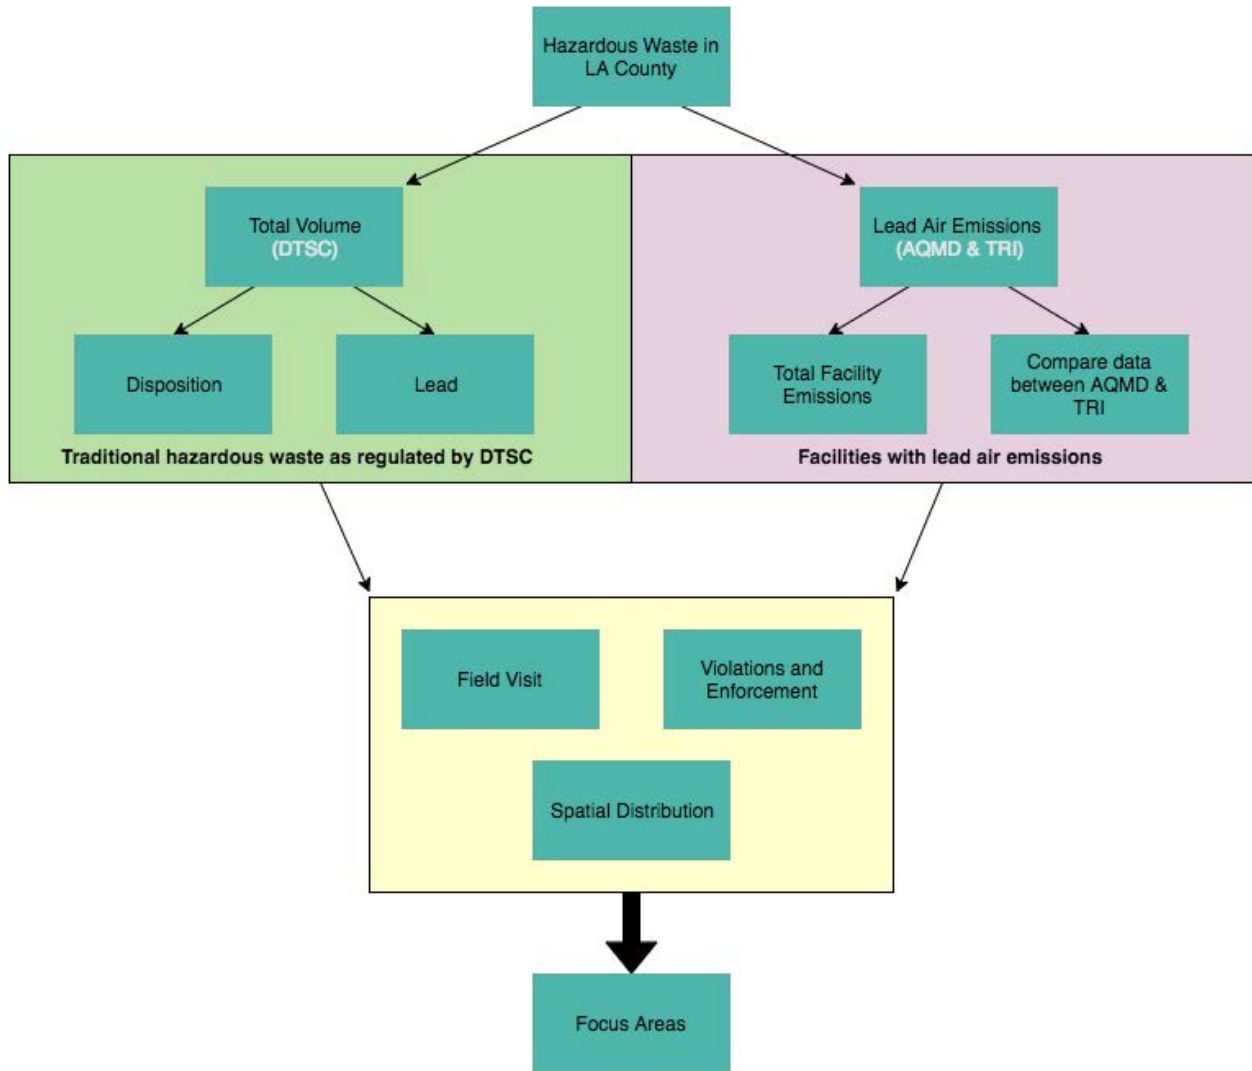 Hazardous Waste in
LA County
Total Volume
(DTSC)
Disposition
Lead
Traditional hazardous waste as regulated by DTSC
Lead Air Emissions
(AQMD & TRI)
Total Facility
Emissions
Compare data
between AQMD &
TRI
Facilities with lead air emissions
Field Visit
Violations and
Enforcement
Spatial Distribution
Focus Areas